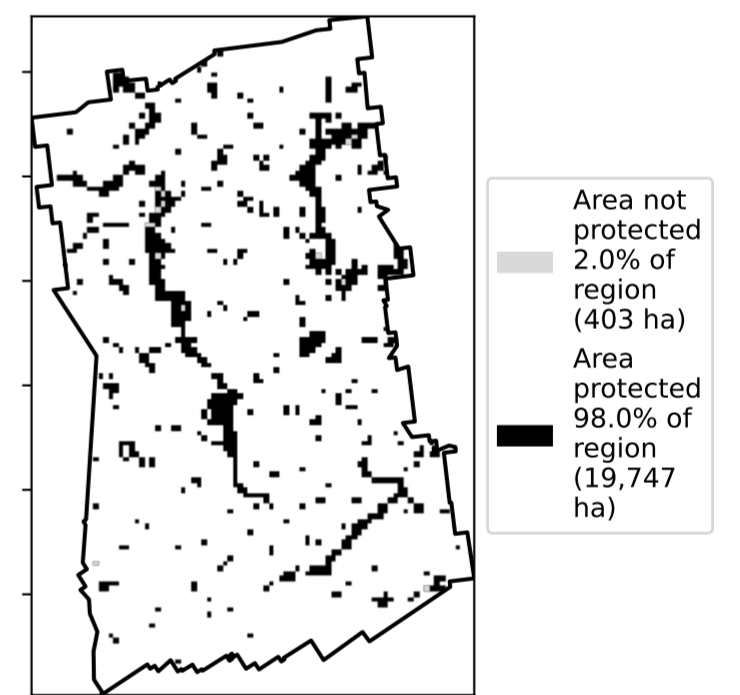 Area not
protected
2.0% of
region
(403 ha)
Area
protected
98.0% of
region
(19,747
ha)